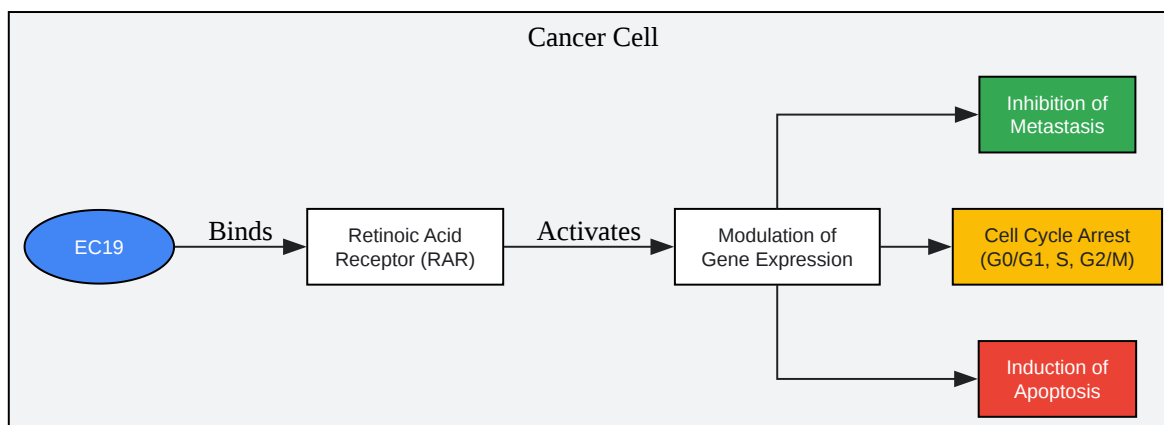 Cancer Cell
EC19
Binds
Retinoic Acid
Receptor (RAR)
Activates
Modulation of
Gene Expression
Inhibition of
Metastasis
Cell Cycle Arrest
(G0/G1, S, G2/M)
Induction of
Apoptosis